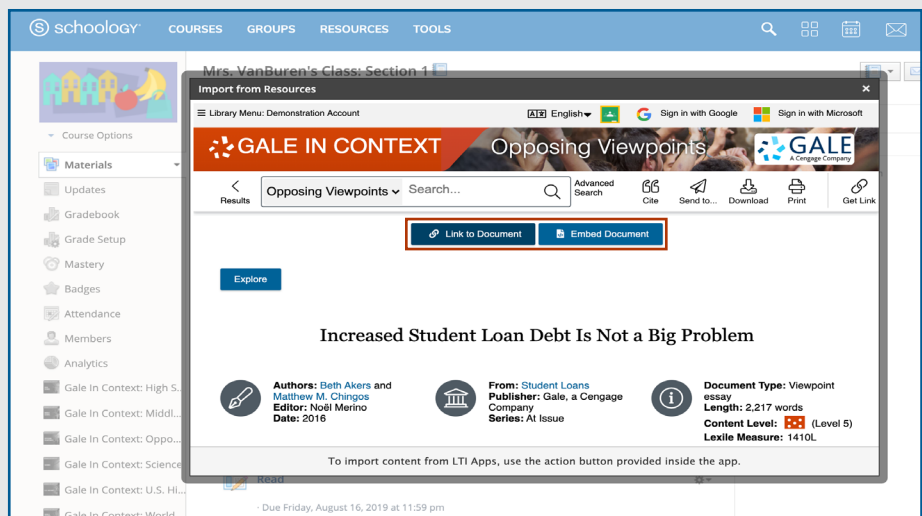 schoology
COURSES GROUPS RESOURCES TOOLS
Mrs. VanBuren's Class: Section 1
Course Options
Materials
Updates
Gradebook
Grade Setup
Mastery
Badges
Attendance
Members
Analytics
Gale In Context: High S...
Gale In Context: Middl...
Gale In Context: Oppo...
Gale In Context: Science
Gale In Context: U.S. Hi...
Gale In Context: World
Import from Resources ×
Library Menu: Demonstration Account English Sign in with Google Sign in with Microsoft
GALE IN CONTEXT Opposing Viewpoints GALE
A Cengage Company
Results Opposing Viewpoints Search... Advanced Search Cite Send to... Download Print Get Link
Link to Document Embed Document
Explore
Increased Student Loan Debt Is Not a Big Problem
Authors: Beth Akers and
Matthew M. Chingos
Editor: Noël Merino
Date: 2016
From: Student Loans
Publisher: Gale, a Cengage
Company
Series: At Issue
Document Type: Viewpoint
essay
Length: 2,217 words
Content Level: (Level 5)
Lexile Measure: 1410L
To import content from LTI Apps, use the action button provided inside the app.
Read
· Due Friday, August 16, 2019 at 11:59 pm